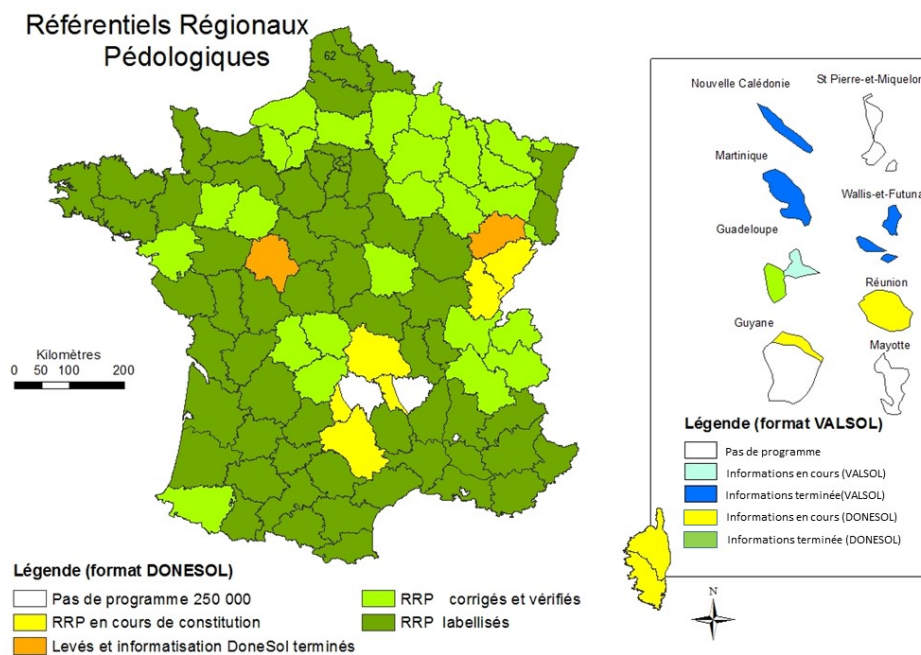 Référentiels Régionaux
Pédologiques
62
Kilomètres
0 50 100 200
Légende (format DONESOL)
Pas de programme 250 000
RRP en cours de constitution
Levés et informatisation DoneSol terminés
RRP corrigés et vérifiés
RRP labellisés
Nouvelle Calédonie
St Pierre-et-Miquelon
Martinique
Wallis-et-Futuna
Guadeloupe
Réunion
Guyane
Mayotte
Légende (format VALSOL)
Pas de programme
Informations en cours (VALSOL)
Informations terminée(VALSOL)
Informations en cours (DONESOL)
Informations terminée (DONESOL)
N